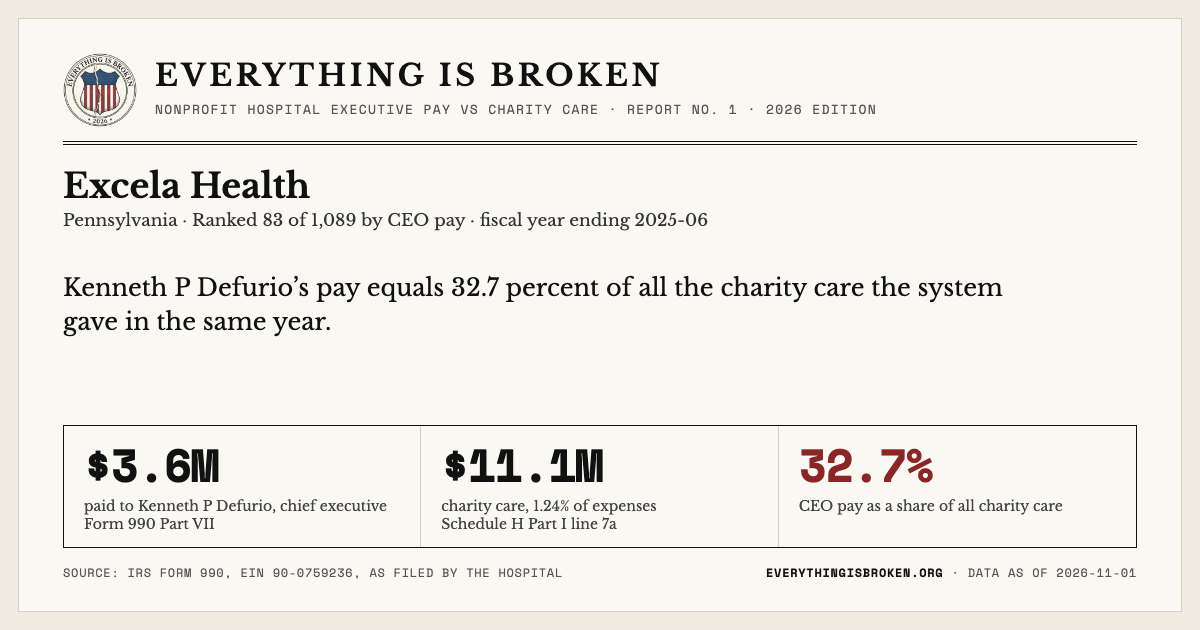 EVERYTHING IS BROKEN
· 2026 ·
EVERYTHING IS BROKEN
NONPROFIT HOSPITAL EXECUTIVE PAY VS CHARITY CARE · REPORT NO. 1 · 2026 EDITION
Excela Health
Pennsylvania · Ranked 83 of 1,089 by CEO pay · fiscal year ending 2025-06
Kenneth P Defurio’s pay equals 32.7 percent of all the charity care the system
gave in the same year.
$3.6M
paid to Kenneth P Defurio, chief executive
Form 990 Part VII
$11.1M
charity care, 1.24% of expenses
Schedule H Part I line 7a
32.7%
CEO pay as a share of all charity care
SOURCE: IRS FORM 990, EIN 90-0759236, AS FILED BY THE HOSPITAL
EVERYTHINGISBROKEN.ORG · DATA AS OF 2026-11-01